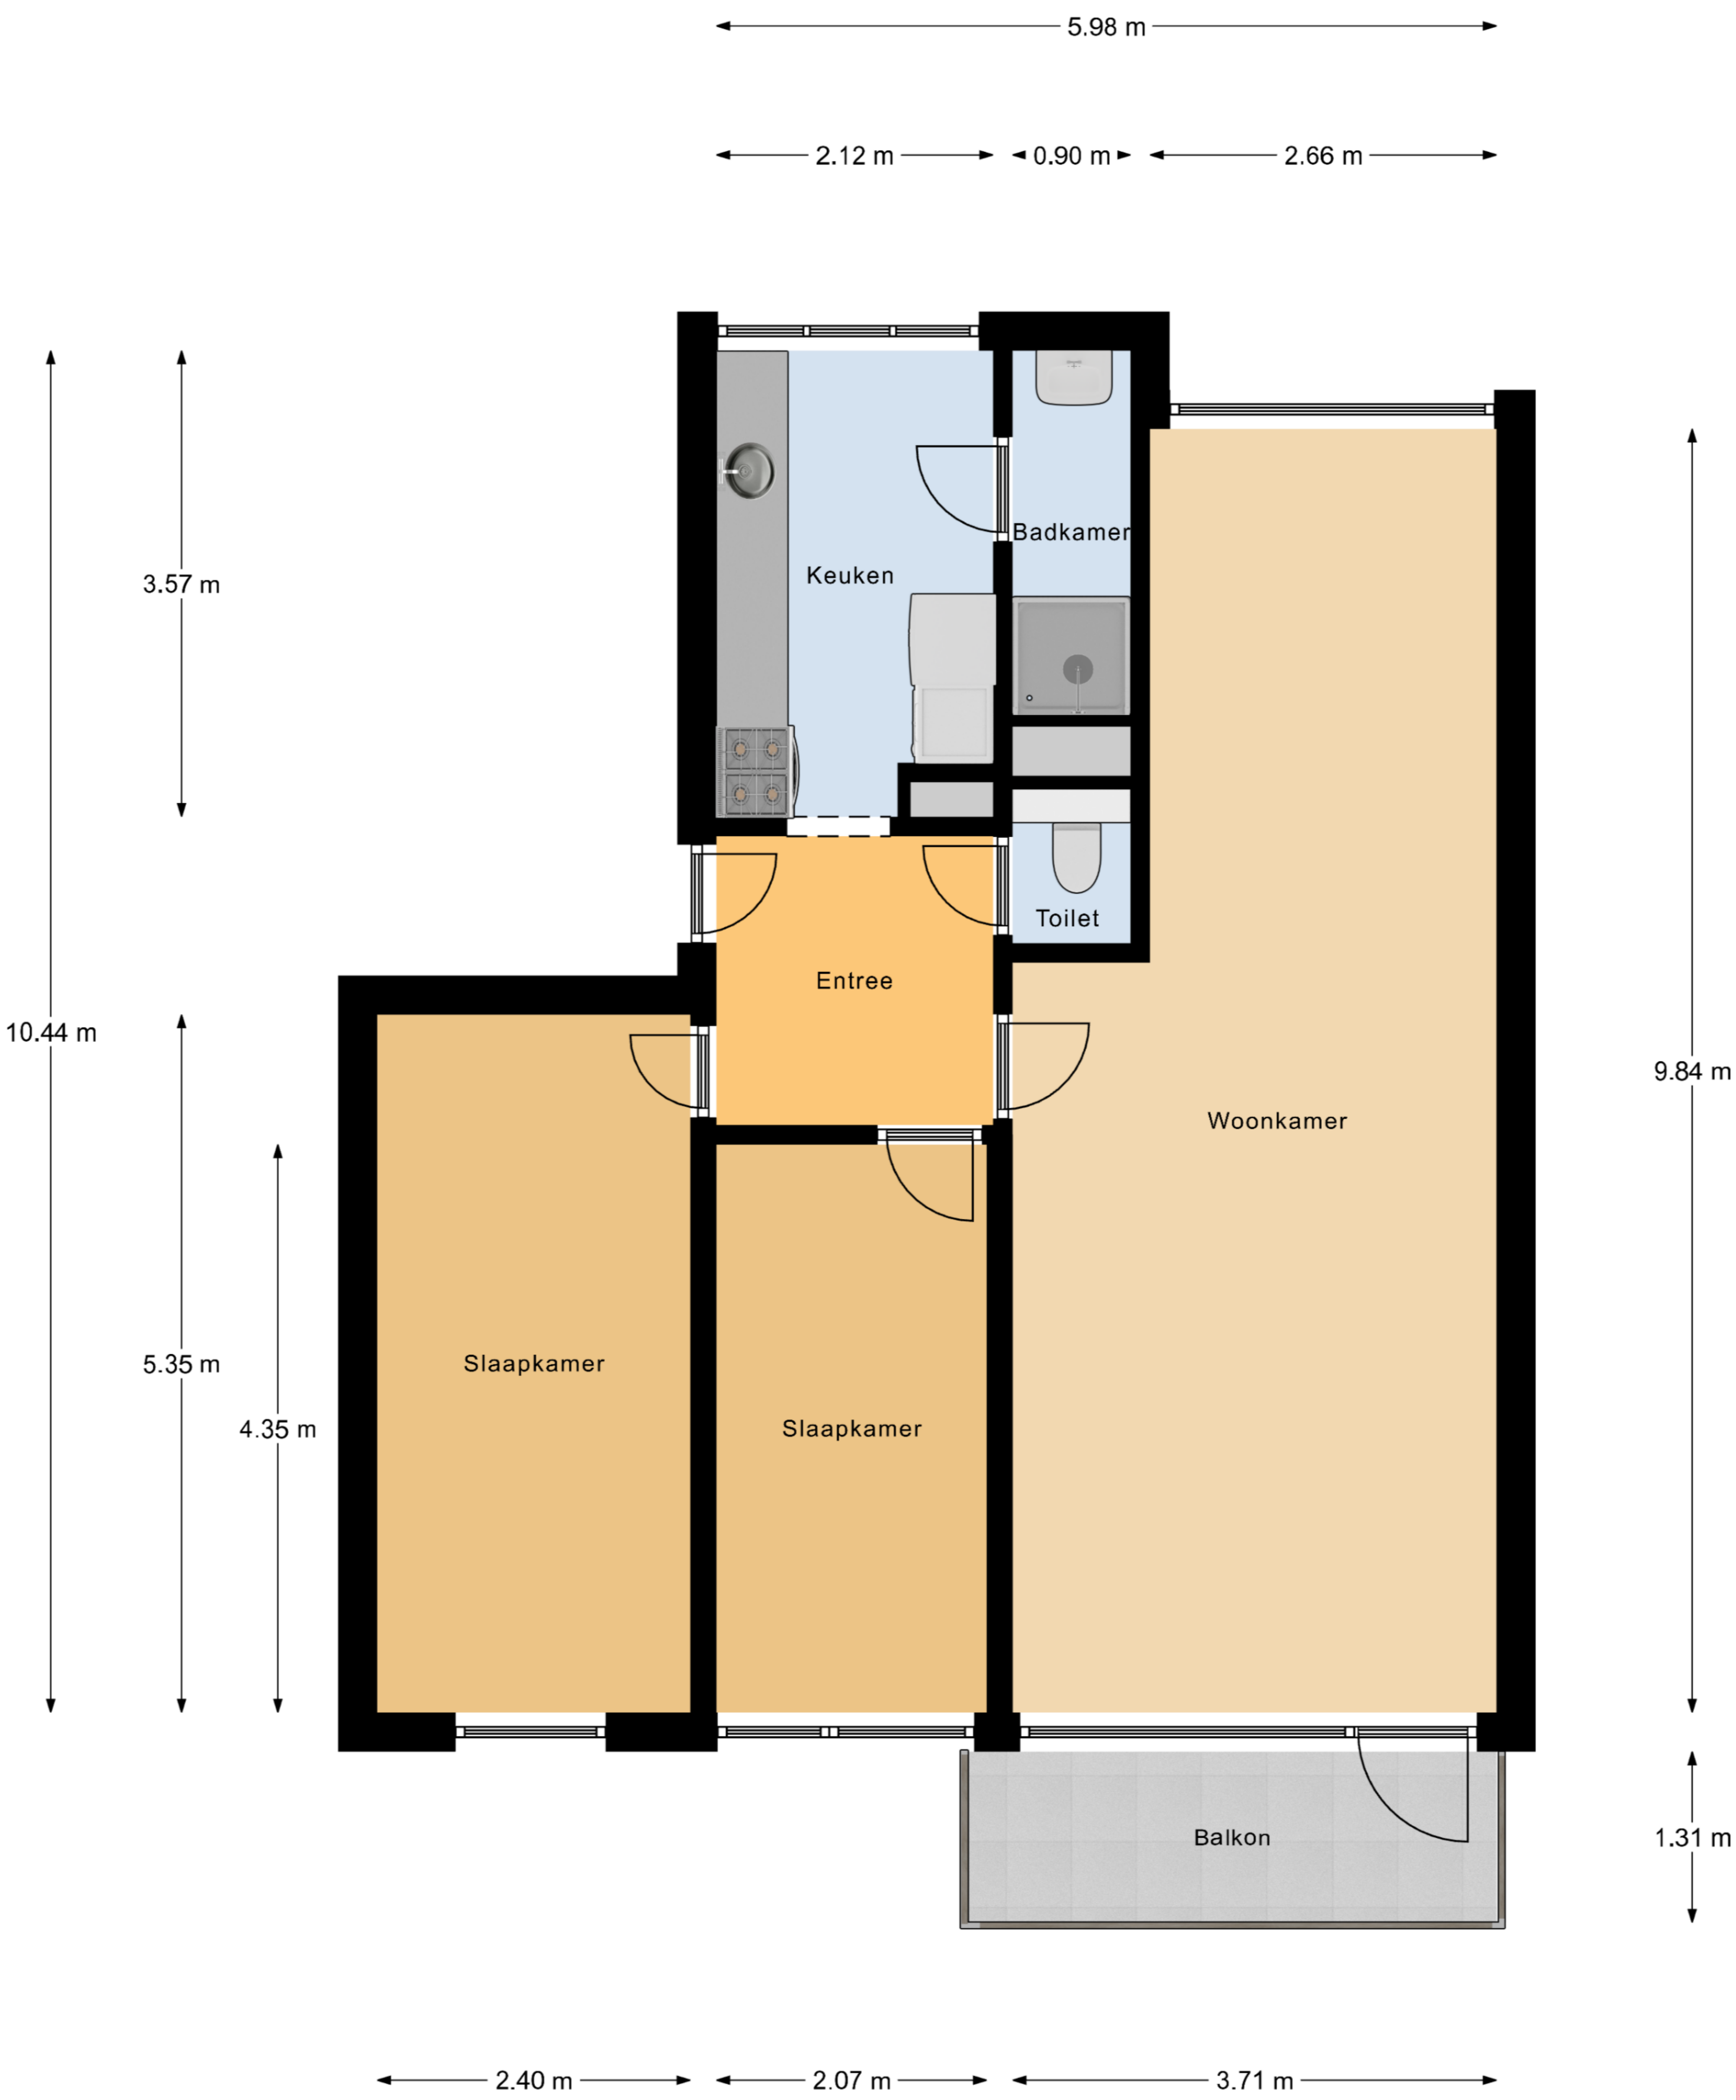 5.98 m
2.12 m
0.90 m
2.66 m
Badkamer
Keuken
3.57 m
Toilet
Entree
10.44 m
9.84 m
Woonkamer
5.35 m
Slaapkamer
4.35 m
Slaapkamer
Balkon
1.31 m
2.40 m
2.07 m
3.71 m